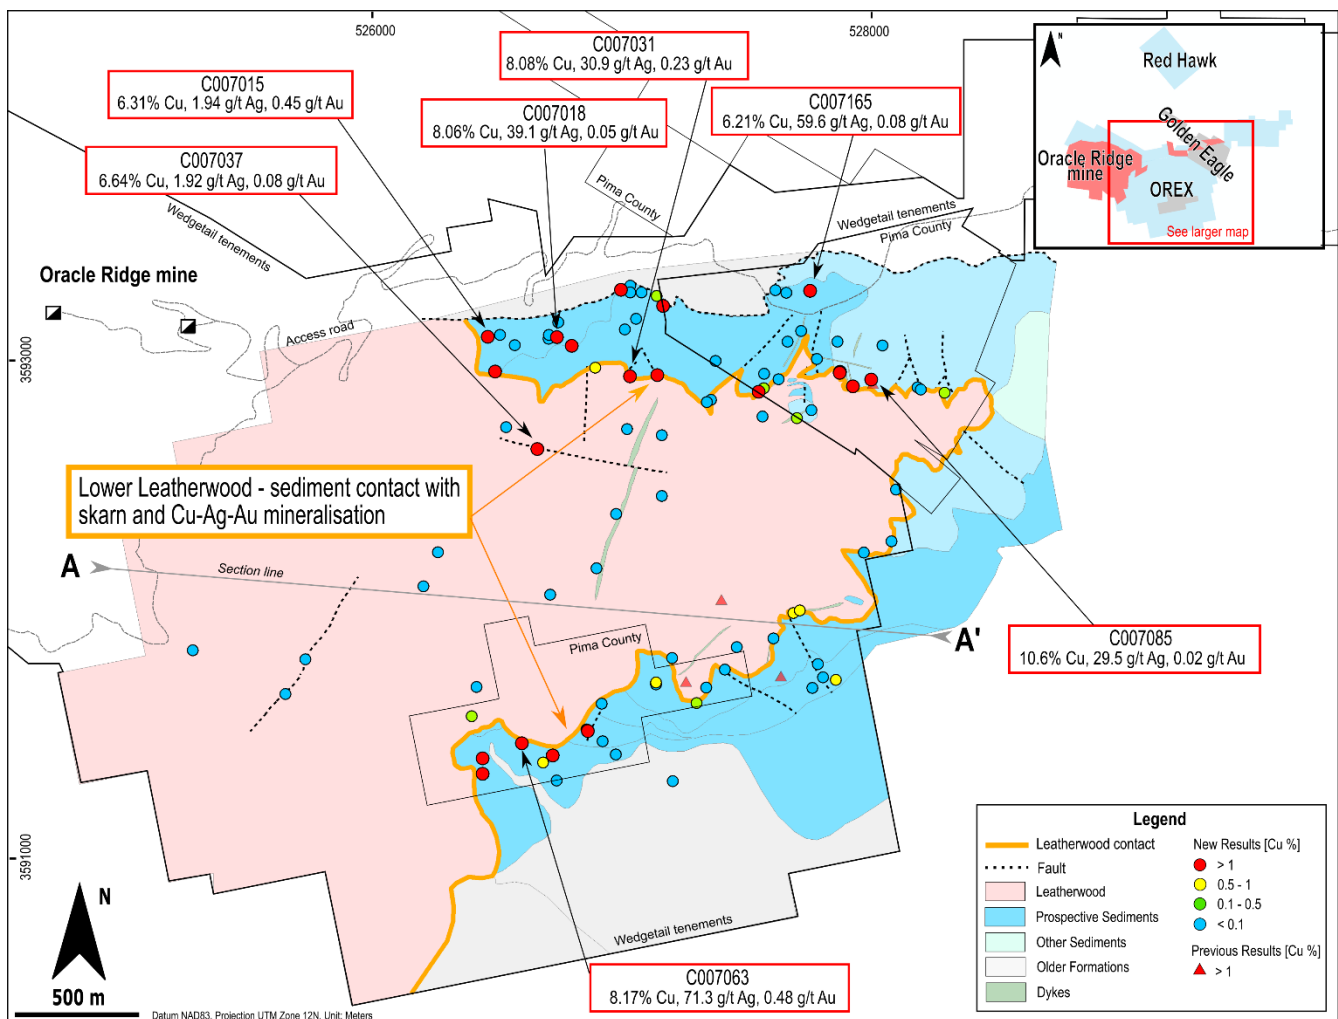 526000
528000
C007031
8.08% Cu, 30.9 g/t Ag, 0.23 g/t Au
C007015
6.31% Cu, 1.94 g/t Ag, 0.45 g/t Au
C007018
8.06% Cu, 39.1 g/t Ag, 0.05 g/t Au
C007165
6.21% Cu, 59.6 g/t Ag, 0.08 g/t Au
C007037
6.64% Cu, 1.92 g/t Ag, 0.08 g/t Au
N
Red Hawk
Golden Eagle
Oracle Ridge
mine
OREX
See larger map
Pima County
Wedgetail tenements
Wedgetail tenements
Pima County
Oracle Ridge mine
Access road
3593000
Lower Leatherwood - sediment contact with
skarn and Cu-Ag-Au mineralisation
A
Section line
A'
Pima County
C007085
10.6% Cu, 29.5 g/t Ag, 0.02 g/t Au
3591000
Wedgetail tenements
C007063
8.17% Cu, 71.3 g/t Ag, 0.48 g/t Au
N
500 m
Datum NAD83, Projection UTM Zone 12N, Unit: Meters
Legend
Leatherwood contact
Fault
Leatherwood
Prospective Sediments
Other Sediments
Older Formations
Dykes
New Results [Cu %]
> 1
0.5 - 1
0.1 - 0.5
< 0.1
Previous Results [Cu %]
> 1